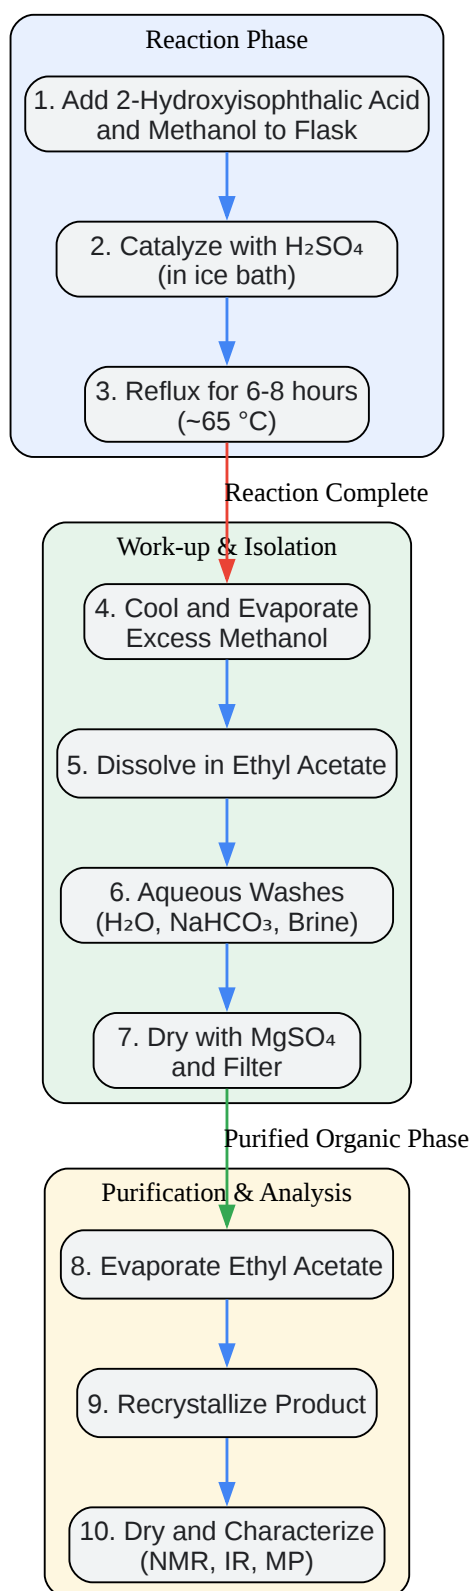 Reaction Phase
1. Add 2-Hydroxyisophthalic Acid
and Methanol to Flask
2. Catalyze with H₂SO₄
(in ice bath)
3. Reflux for 6-8 hours
(~65 °C)
Reaction Complete
Work-up & Isolation
4. Cool and Evaporate
Excess Methanol
5. Dissolve in Ethyl Acetate
6. Aqueous Washes
(H₂O, NaHCO₃, Brine)
7. Dry with MgSO₄
and Filter
Purified Organic Phase
Purification & Analysis
8. Evaporate Ethyl Acetate
9. Recrystallize Product
10. Dry and Characterize
(NMR, IR, MP)